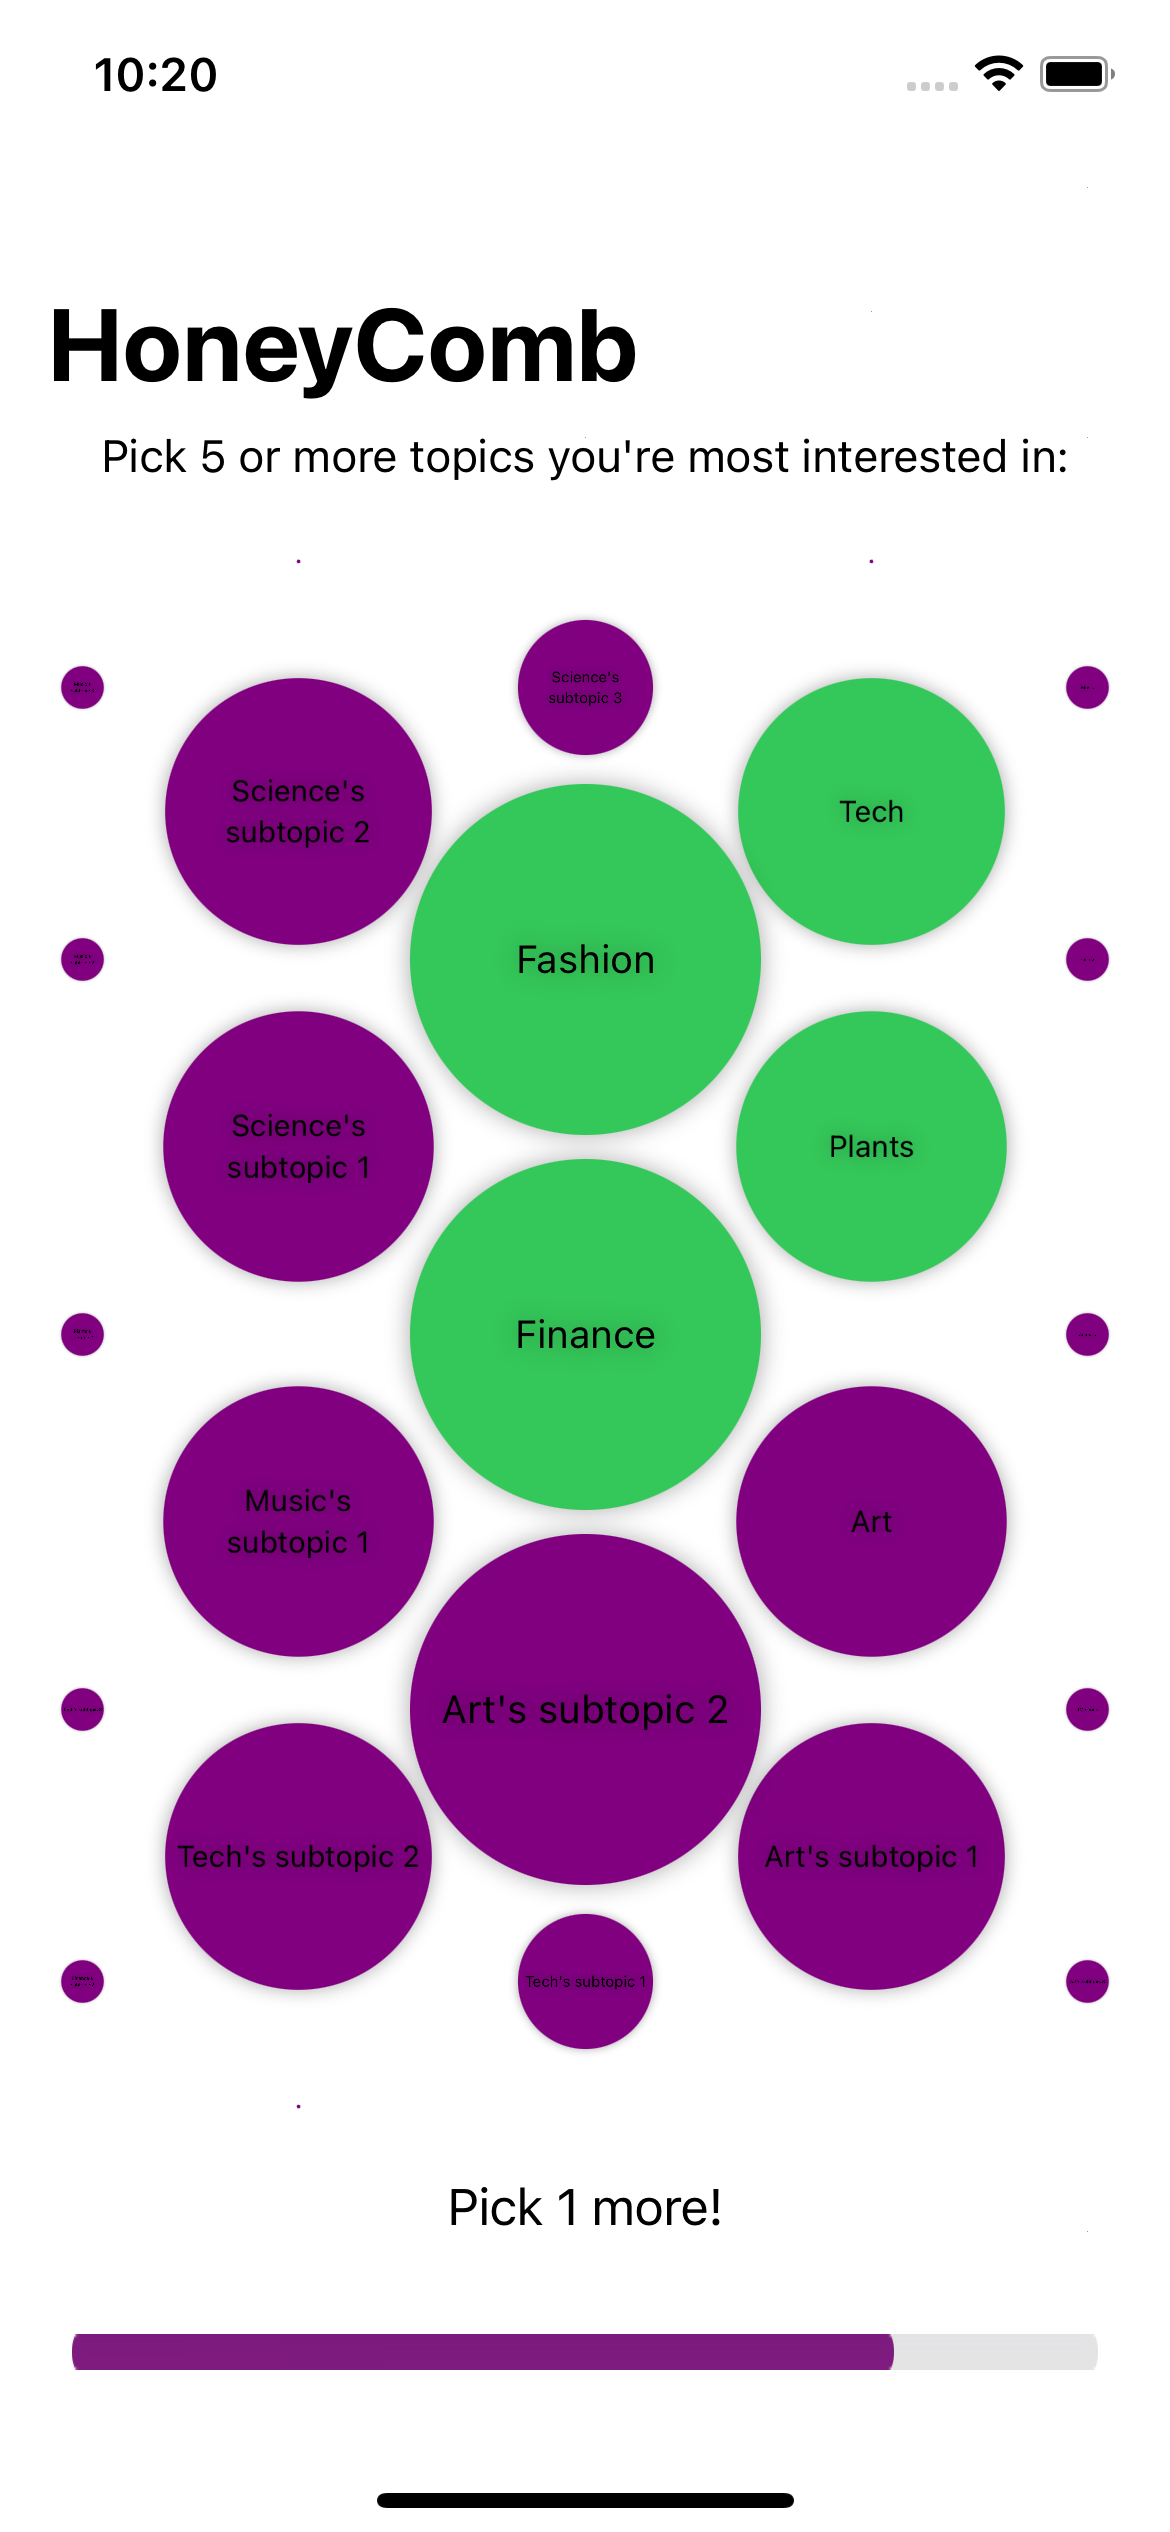 10:20
HoneyComb
Pick 5 or more topics you're most interested in:
Science's
subtopic 3
Science's
subtopic 2
Tech
Fashion
Science's
subtopic 1
Plants
Finance
Music's
subtopic 1
Art
Art's subtopic 2
Tech's subtopic 2
Art's subtopic 1
Tech's subtopic 1
Pick 1 more!